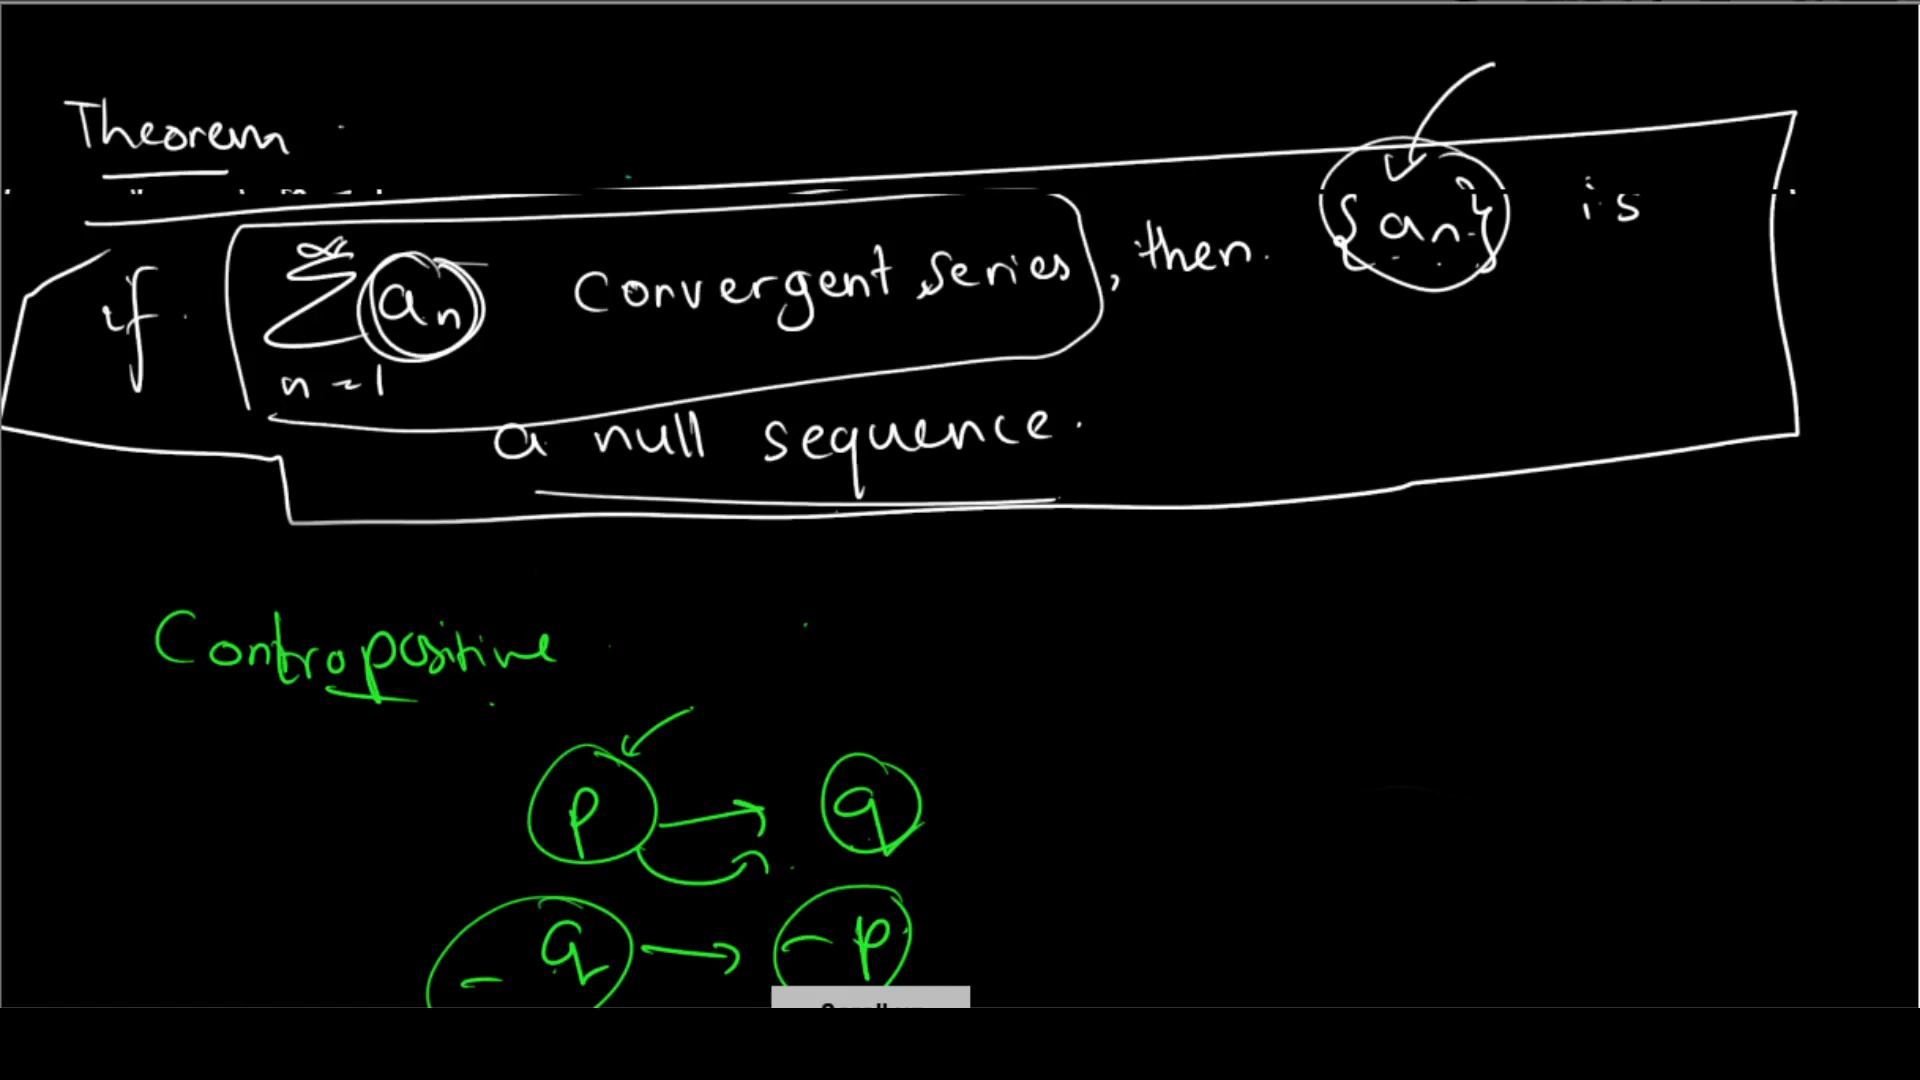 Theorem
if ∞∑n=1 an Convergent Series, then {an} is
a null sequence.
Contropositive
p → q
- q → - p